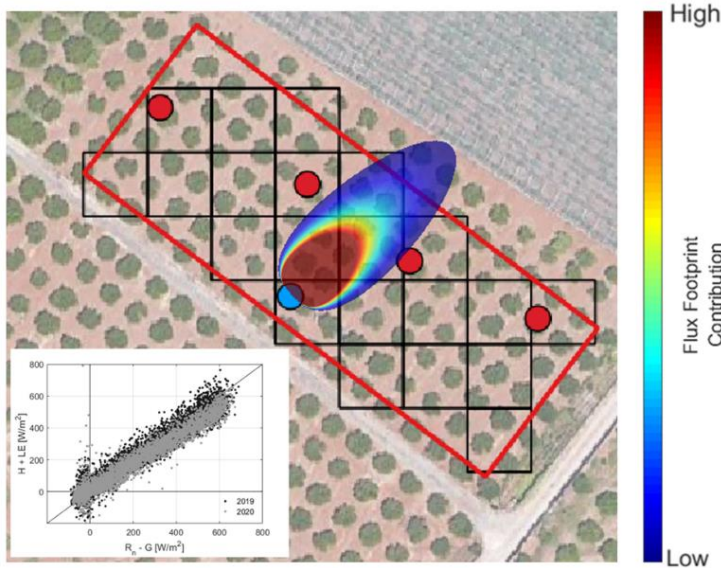 High
Flux Footprint
Contribution
Low
800
600
400
200
0
H + LE [W/m²]
2019
2020
0 200 400 600 800
Rₙ - G [W/m²]